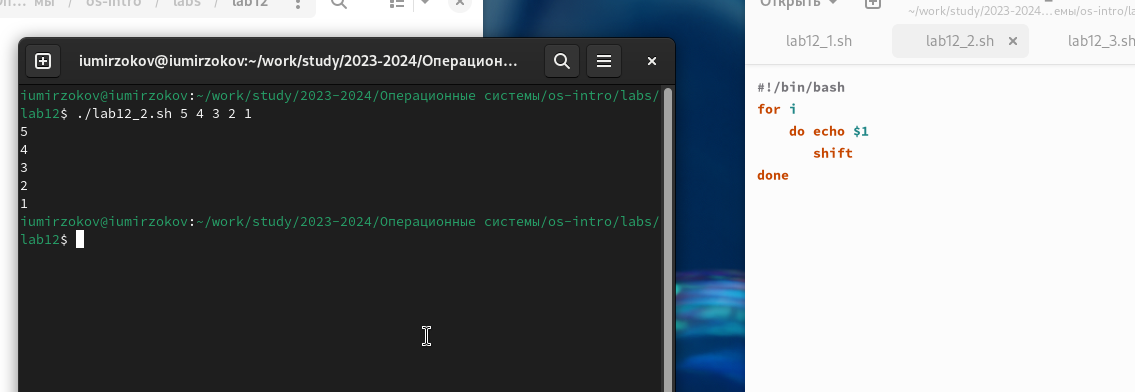 мы / os-intro / labs / lab12
iumirzokov@iumirzokov:~/work/study/2023-2024/Операцион...
iumirzokov@iumirzokov:~/work/study/2023-2024/Операционные системы/os-intro/labs/
lab12$ ./lab12_2.sh 5 4 3 2 1
5
4
3
2
1
iumirzokov@iumirzokov:~/work/study/2023-2024/Операционные системы/os-intro/labs/
lab12$
Открыть
~/work/study/2023-2024...емы/os-intro/la
lab12_1.sh lab12_2.sh lab12_3.sh
#!/bin/bash
for i
do echo $1
shift
done